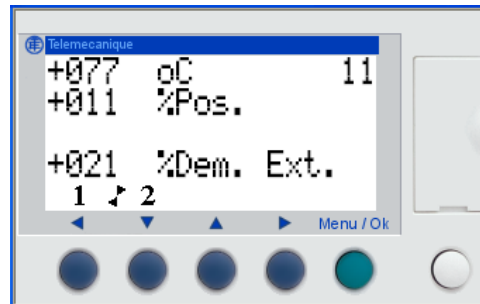 Telemecanique
+077 oC 11
+011 %Pos.
+021 %Dem. Ext.
1 2
Menu / Ok